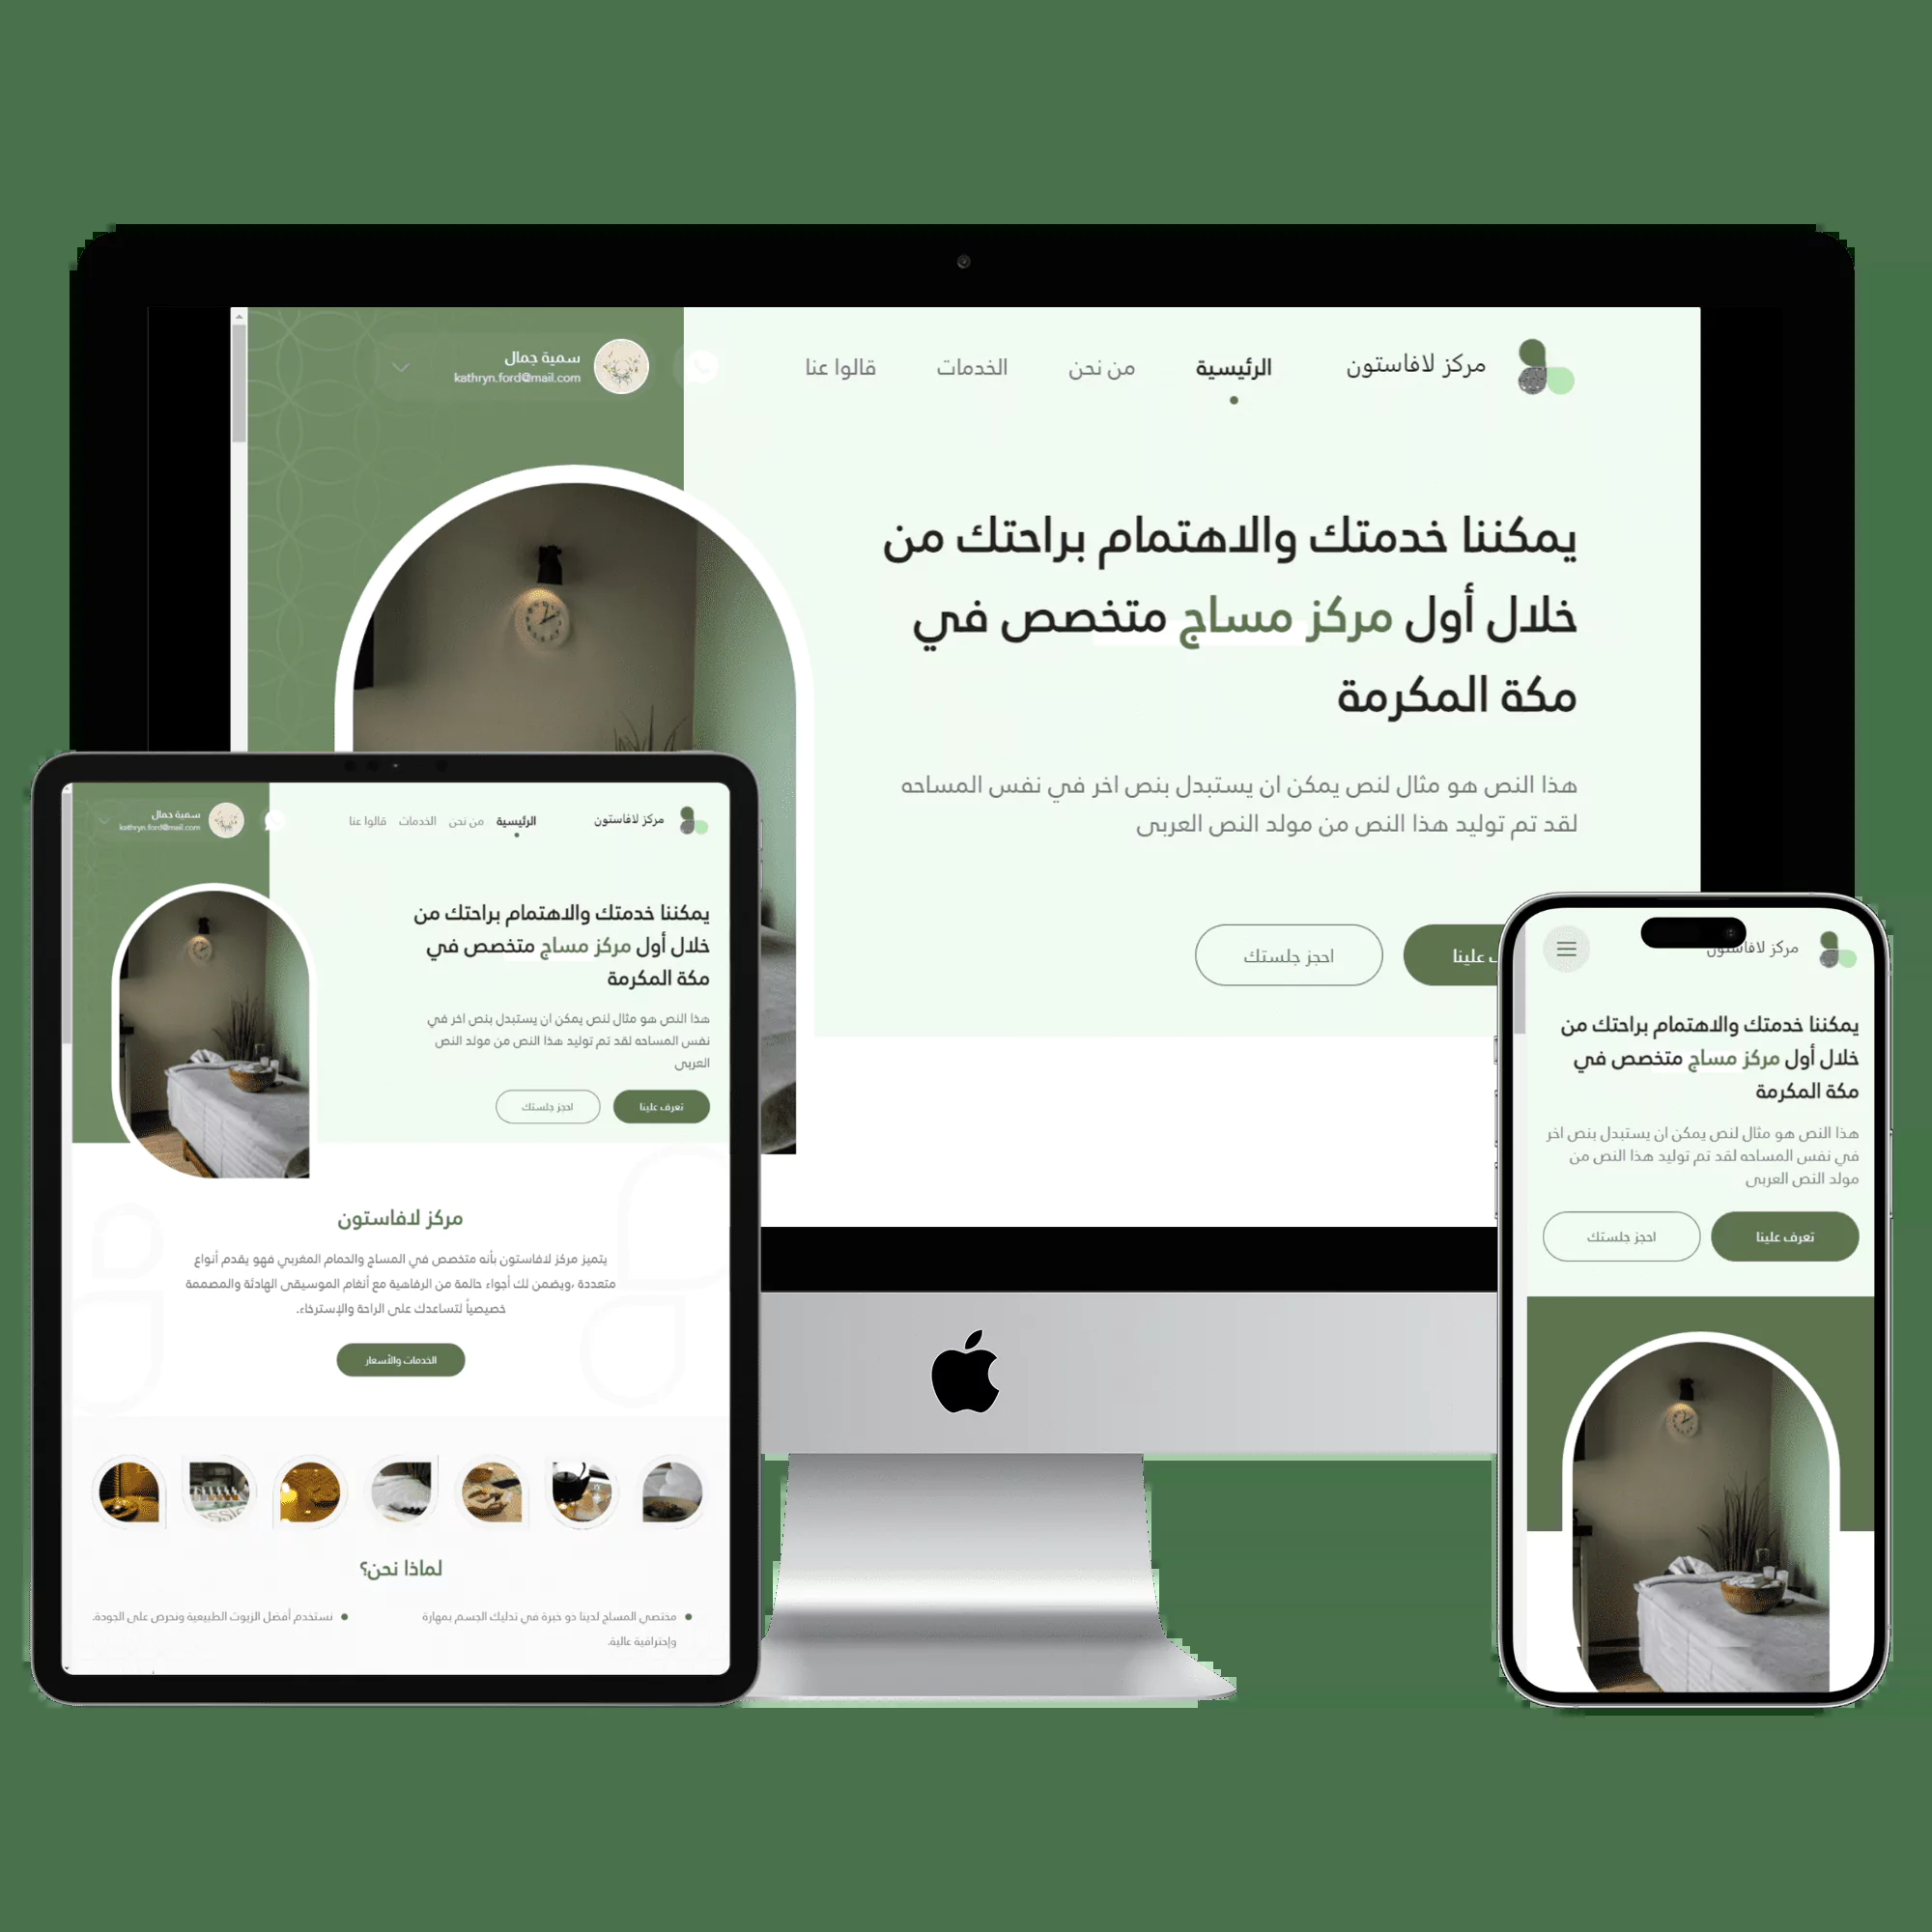 مركز لافاستون
الرئيسية
من نحن
الخدمات
قالوا عنا
سمية جمال
kathryn.ford@mail.com
يمكننا خدمتك والاهتمام براحتك من
خلال أول مركز مساج متخصص في
مكة المكرمة
هذا النص هو مثال لنص يمكن ان يستبدل بنص اخر في نفس المساحه
لقد تم توليد هذا النص من مولد النص العربى
علينا
احجز جلستك
مركز لافاستون
الرئيسية
من نحن
الخدمات
قالوا عنا
سمية جمال
kathryn.ford@mail.com
يمكننا خدمتك والاهتمام براحتك من
خلال أول مركز مساج متخصص في
مكة المكرمة
هذا النص هو مثال لنص يمكن ان يستبدل بنص اخر في
نفس المساحه لقد تم توليد هذا النص من مولد النص
العربى
تعرف علينا
احجز جلستك
مركز لافاستون
يتميز مركز لافاستون بأنه متخصص في المساج والحمام المغربي فهو يقدم أنواع
متعددة ،ويضمن لك أجواء حالمة من الرفاهية مع أنغام الموسيقى الهادئة والمصممة
خصيصياً لتساعدك على الراحة والإسترخاء.
الخدمات والأسعار
لماذا نحن؟
مختصي المساج لدينا ذو خبرة في تدليك الجسم بمهارة
وإحترافية عالية.
نستخدم أفضل الزيوت الطبيعية ونحرص على الجودة.
مركز
يمكننا خدمتك والاهتمام براحتك من
خلال أول مركز مساج متخصص في
مكة المكرمة
هذا النص هو مثال لنص يمكن ان يستبدل بنص اخر
في نفس المساحه لقد تم توليد هذا النص من
مولد النص العربى
تعرف علينا
احجز جلستك